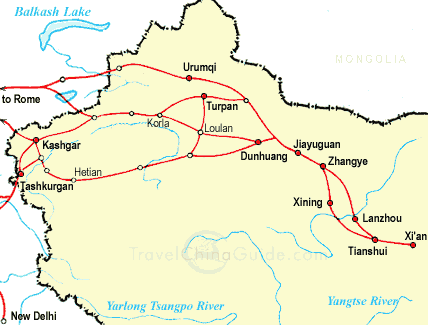 Balkash Lake
MONGOLIA
Urumqi
to Rome
Turpan
Korla
Loulan
Kashgar
Jiayuguan
Dunhuang
Zhangye
Hetian
Tashkurgan
Xining
Lanzhou
Xi'an
Tianshui
TravelChinaGuide.com
Yarlong Tsangpo River
Yangtse River
New Delhi